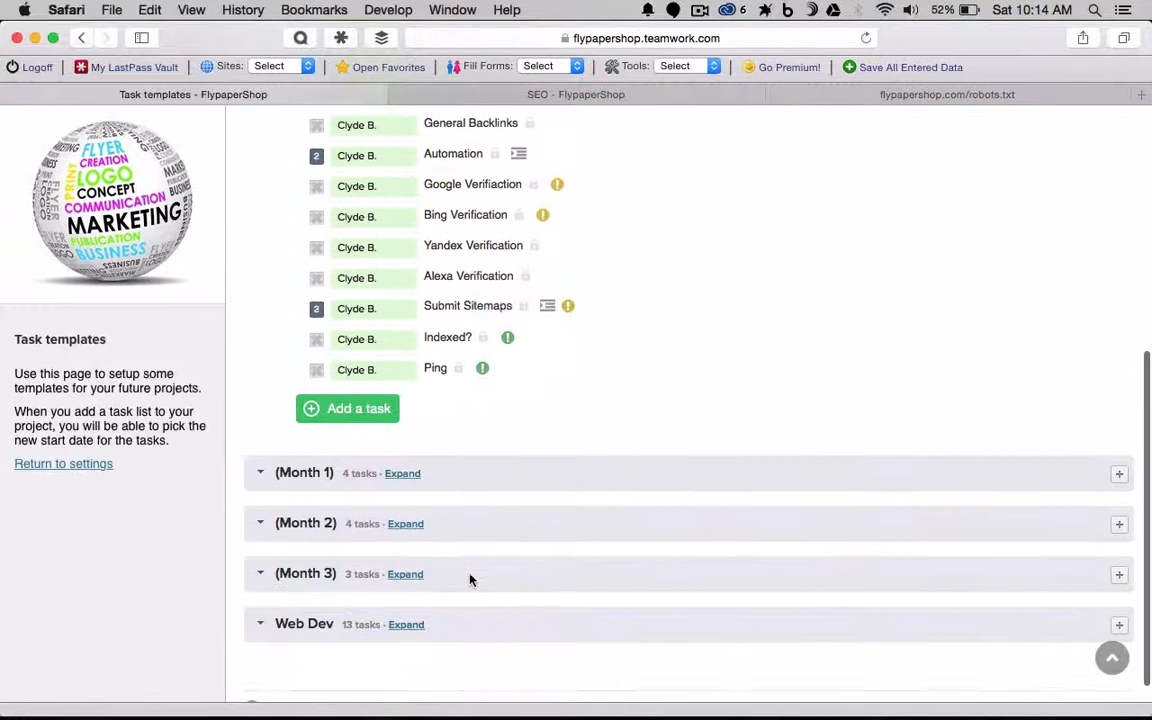 Safari File Edit View History Bookmarks Develop Window Help 6 52% Sat 10:14 AM
flypapershop.teamwork.com
Logoff My LastPass Vault Sites: Select Open Favorites Fill Forms: Select Tools: Select Go Premium! Save All Entered Data
Task templates - FlypaperShop SEO - FlypaperShop flypapershop.com/robots.txt
FLYER
CREATION
PRINT
LOGO
CONCEPT
COMMUNICATION
MARKETING
PUBLICATION
BUSINESS
Task templates
Use this page to setup some
templates for your future projects.
When you add a task list to your
project, you will be able to pick the
new start date for the tasks.
Return to settings
Clyde B. General Backlinks
2 Clyde B. Automation
Clyde B. Google Verifiaction
Clyde B. Bing Verification
Clyde B. Yandex Verification
Clyde B. Alexa Verification
2 Clyde B. Submit Sitemaps
Clyde B. Indexed?
Clyde B. Ping
Add a task
(Month 1) 4 tasks · Expand
(Month 2) 4 tasks · Expand
(Month 3) 3 tasks · Expand
Web Dev 13 tasks · Expand